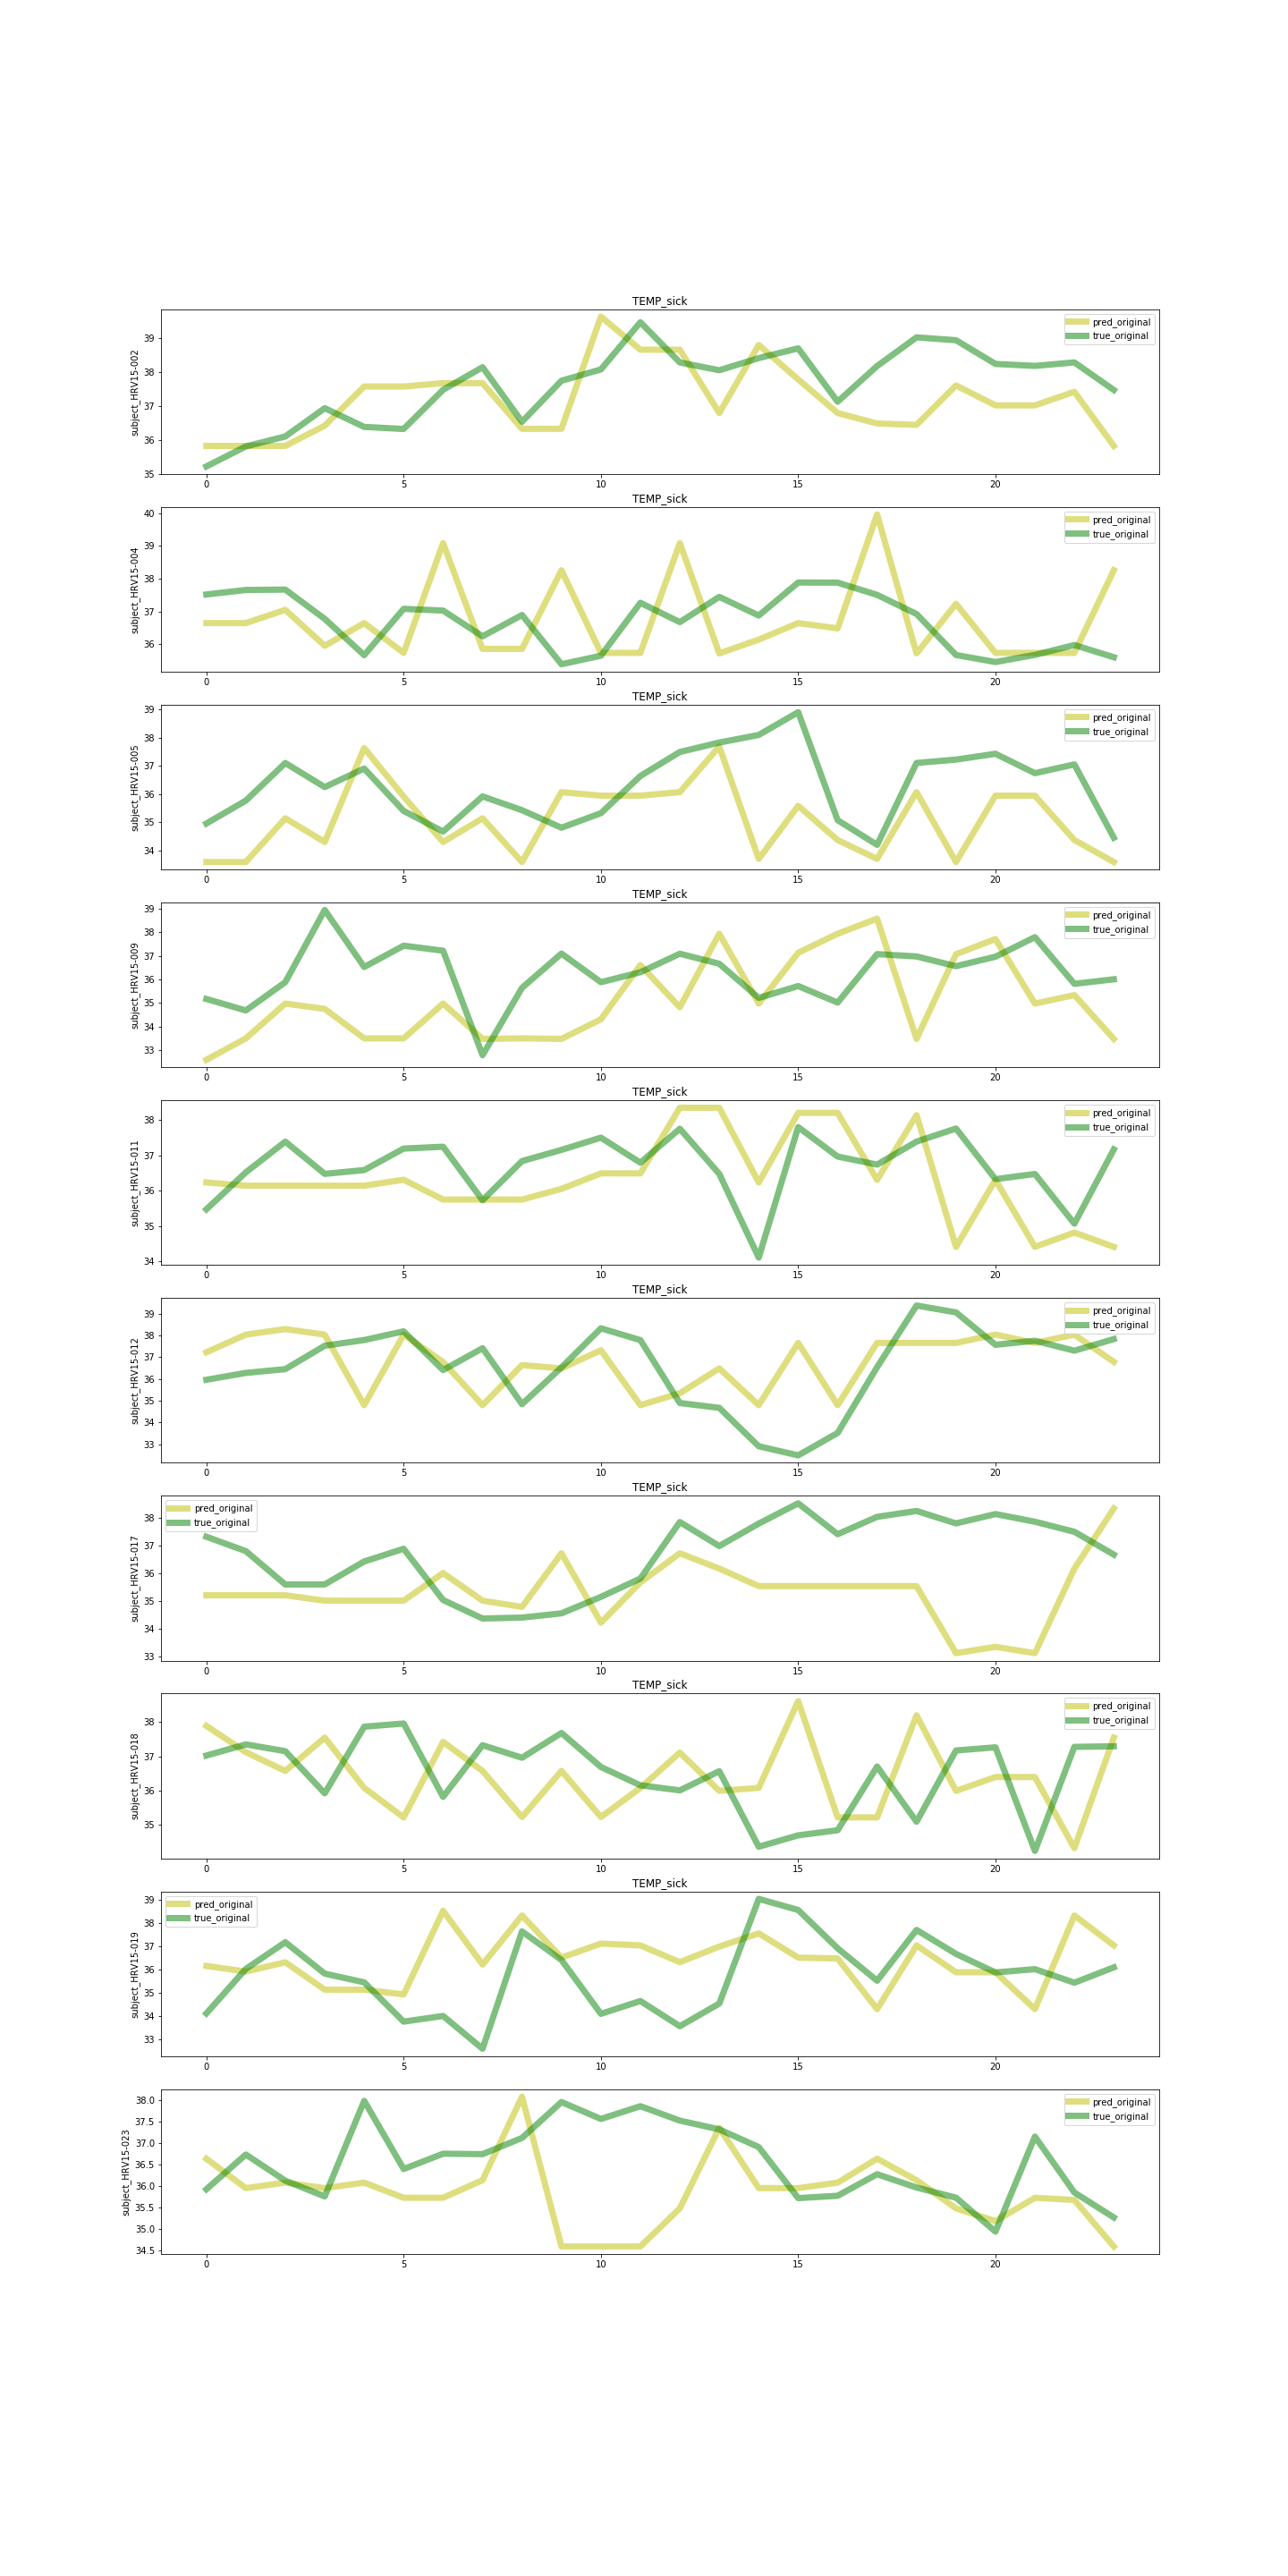 TEMP_sick
subject_HRV15-002
39
38
37
36
35
pred_original
true_original
0 5 10 15 20
TEMP_sick
subject_HRV15-004
40
39
38
37
36
pred_original
true_original
0 5 10 15 20
TEMP_sick
subject_HRV15-005
39
38
37
36
35
34
pred_original
true_original
0 5 10 15 20
TEMP_sick
subject_HRV15-009
39
38
37
36
35
34
33
pred_original
true_original
0 5 10 15 20
TEMP_sick
subject_HRV15-011
38
37
36
35
34
pred_original
true_original
0 5 10 15 20
TEMP_sick
subject_HRV15-012
39
38
37
36
35
34
33
pred_original
true_original
0 5 10 15 20
TEMP_sick
subject_HRV15-017
38
37
36
35
34
33
pred_original
true_original
0 5 10 15 20
TEMP_sick
subject_HRV15-018
38
37
36
35
pred_original
true_original
0 5 10 15 20
TEMP_sick
subject_HRV15-019
39
38
37
36
35
34
33
pred_original
true_original
0 5 10 15 20
subject_HRV15-023
38.0
37.5
37.0
36.5
36.0
35.5
35.0
34.5
pred_original
true_original
0 5 10 15 20